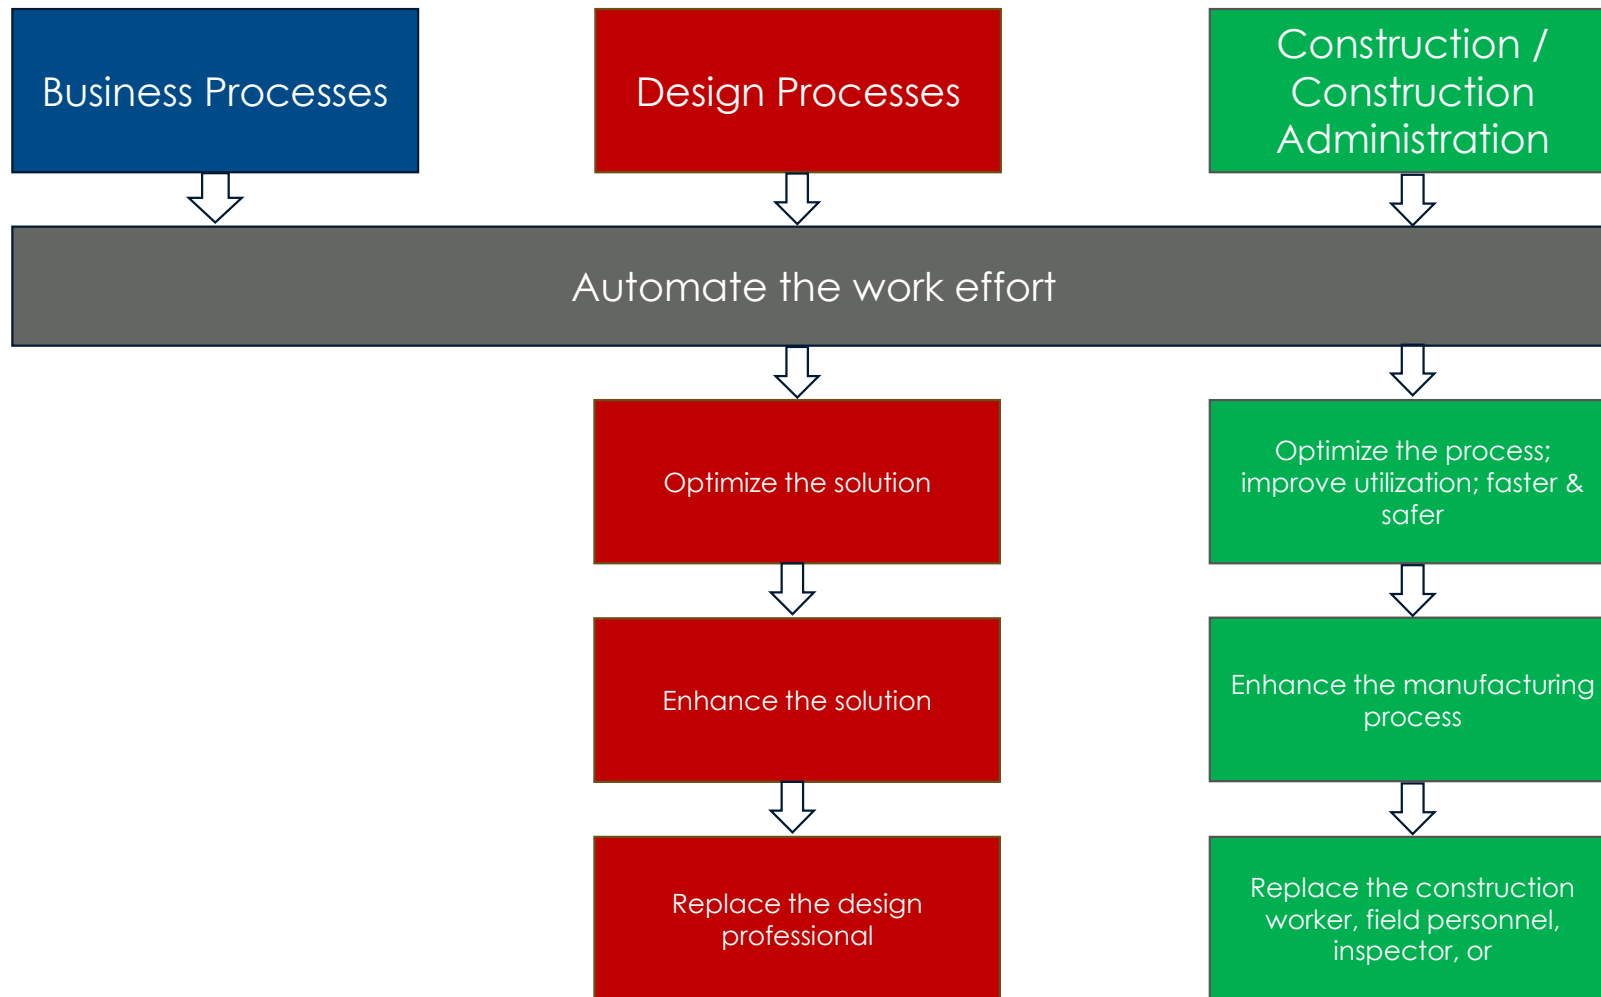 Business Processes
Design Processes
Construction /
Construction
Administration
Automate the work effort
Optimize the solution
Optimize the process;
improve utilization; faster &
safer
Enhance the solution
Enhance the manufacturing
process
Replace the design
professional
Replace the construction
worker, field personnel,
inspector, or